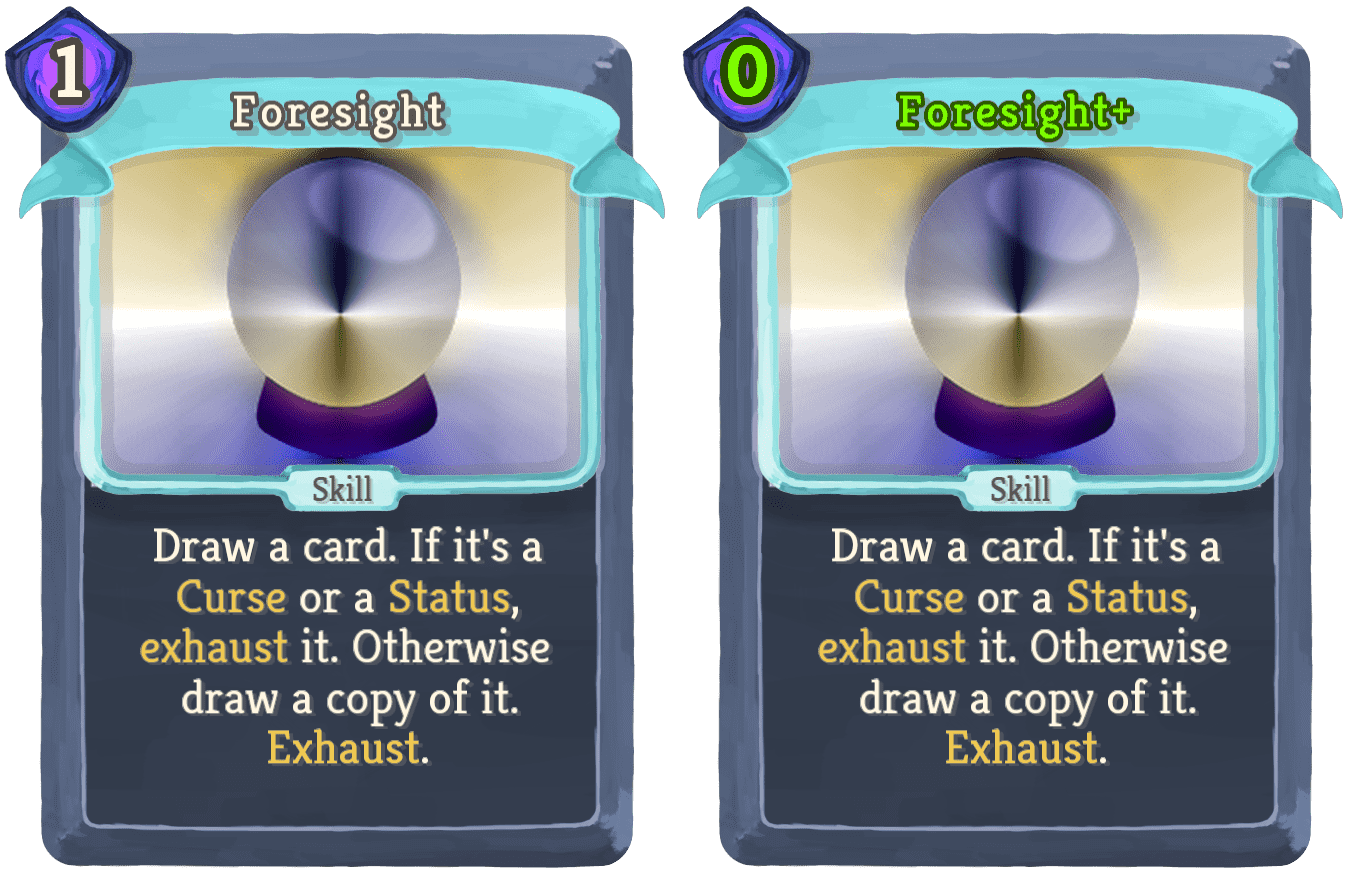 1
Foresight
Skill
Draw a card. If it's a
Curse or a Status,
exhaust it. Otherwise
draw a copy of it.
Exhaust.
0
Foresight+
Skill
Draw a card. If it's a
Curse or a Status,
exhaust it. Otherwise
draw a copy of it.
Exhaust.